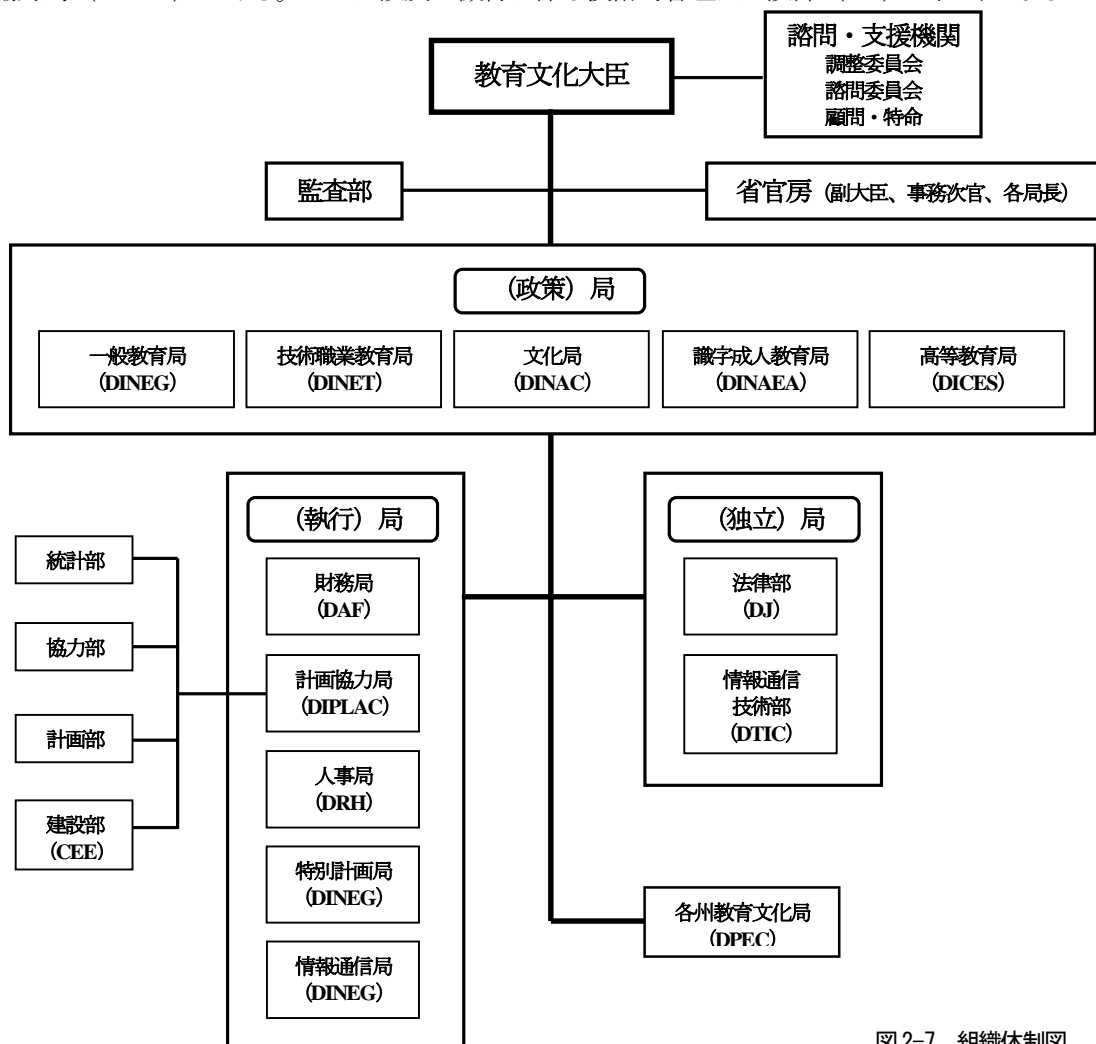 諮問・支援機関
調整委員会
諮問委員会
顧問・特命
教育文化大臣
監査部
省官房（副大臣、事務次官、各局長）
（政策）局
一般教育局
(DINEG)
技術職業教育局
(DINET)
文化局
(DINAC)
識字成人教育局
(DINAEA)
高等教育局
(DICES)
（執行）局
財務局
(DAF)
計画協力局
(DIPLAC)
人事局
(DRH)
特別計画局
(DINEG)
情報通信局
(DINEG)
統計部
協力部
計画部
建設部
(CEE)
（独立）局
法律部
(DJ)
情報通信
技術部
(DTIC)
各州教育文化局
(DPEC)
図 2-7 組織体制図